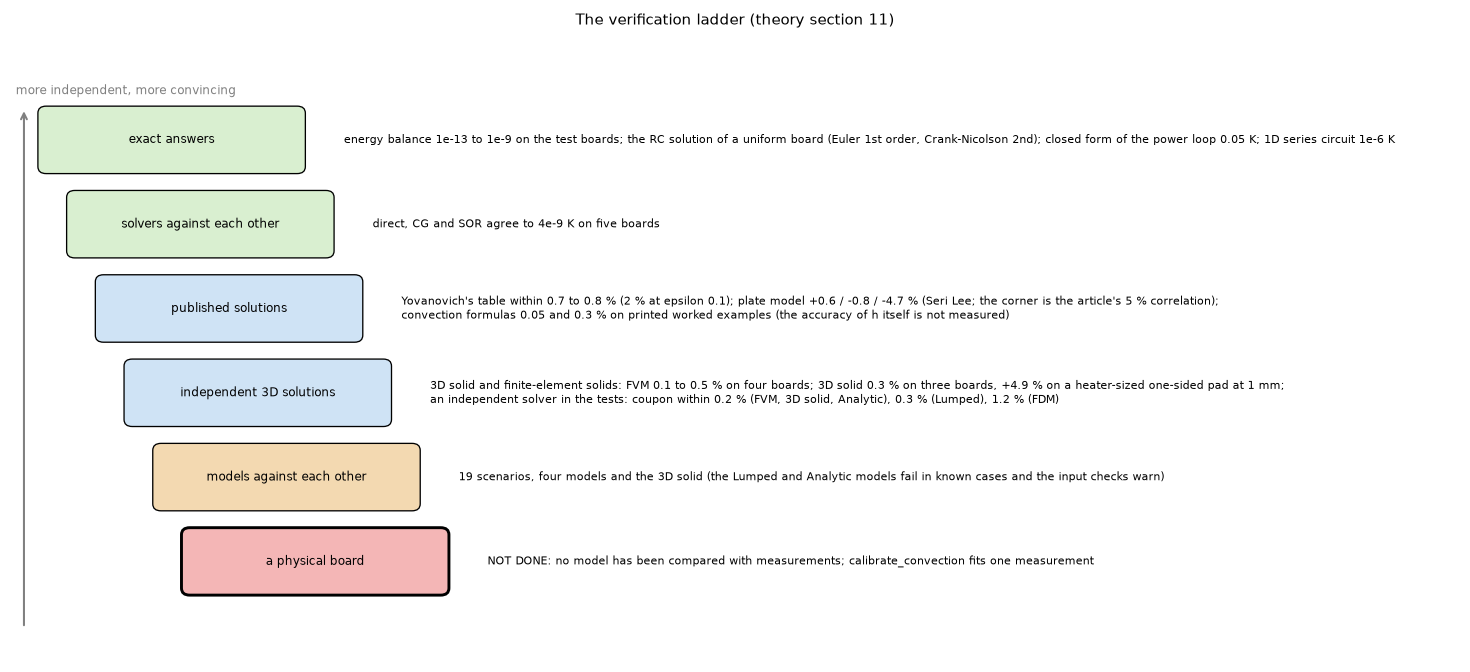 The verification ladder (theory section 11)
more independent, more convincing
exact answers
energy balance 1e-13 to 1e-9 on the test boards; the RC solution of a uniform board (Euler 1st order, Crank-Nicolson 2nd); closed form of the power loop 0.05 K; 1D series circuit 1e-6 K
solvers against each other
direct, CG and SOR agree to 4e-9 K on five boards
published solutions
Yovanovich's table within 0.7 to 0.8 % (2 % at epsilon 0.1); plate model +0.6 / -0.8 / -4.7 % (Seri Lee; the corner is the article's 5 % correlation);
convection formulas 0.05 and 0.3 % on printed worked examples (the accuracy of h itself is not measured)
independent 3D solutions
3D solid and finite-element solids: FVM 0.1 to 0.5 % on four boards; 3D solid 0.3 % on three boards, +4.9 % on a heater-sized one-sided pad at 1 mm;
an independent solver in the tests: coupon within 0.2 % (FVM, 3D solid, Analytic), 0.3 % (Lumped), 1.2 % (FDM)
models against each other
19 scenarios, four models and the 3D solid (the Lumped and Analytic models fail in known cases and the input checks warn)
a physical board
NOT DONE: no model has been compared with measurements; calibrate_convection fits one measurement